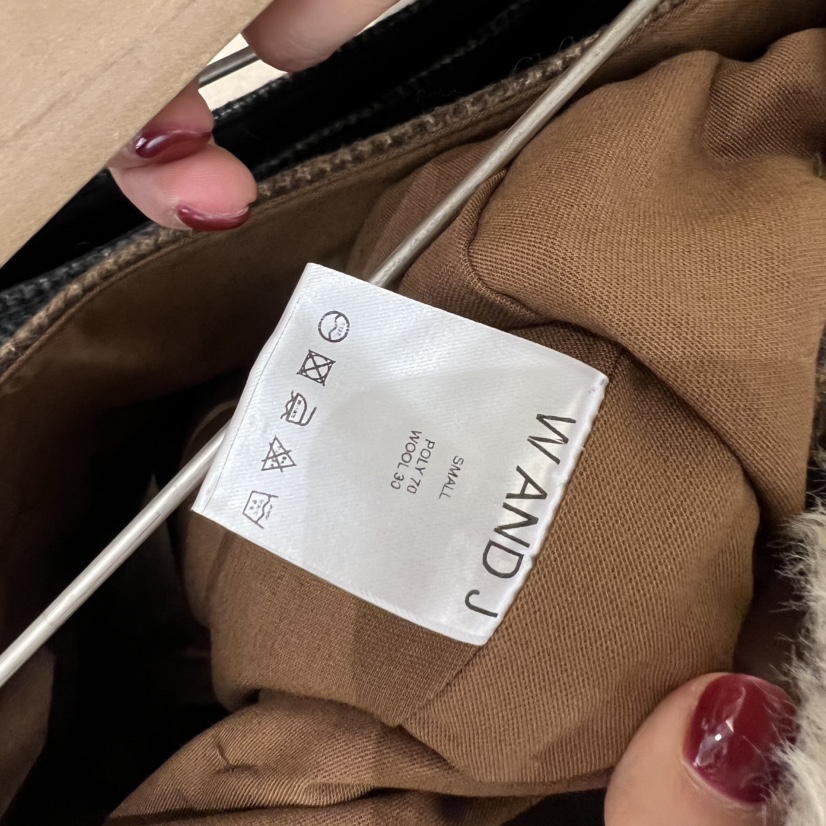 W AND J
SMALL
POLY 70
WOOL 30